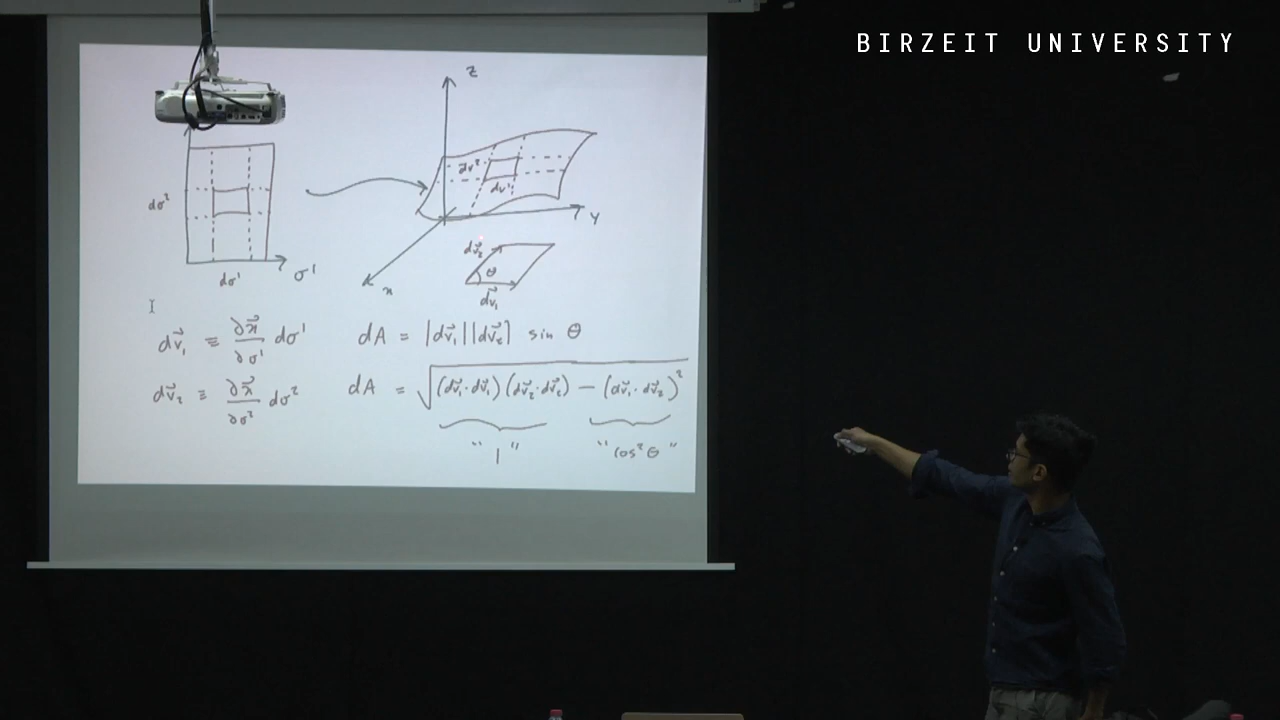 BIRZEIT UNIVERSITY
z
dv²
dv¹
y
x
dσ²
dσ¹
σ¹
dv⃗₂
θ
dv⃗₁
dv⃗₁ ≡ ∂x⃗/∂σ¹ dσ¹
dA = |dv⃗₁||dv⃗₂| sin θ
dv⃗₂ ≡ ∂x⃗/∂σ² dσ²
dA = √(dv⃗₁·dv⃗₁)(dv⃗₂·dv⃗₂) − (dv⃗₁·dv⃗₂)²
"1"
"cos²θ"